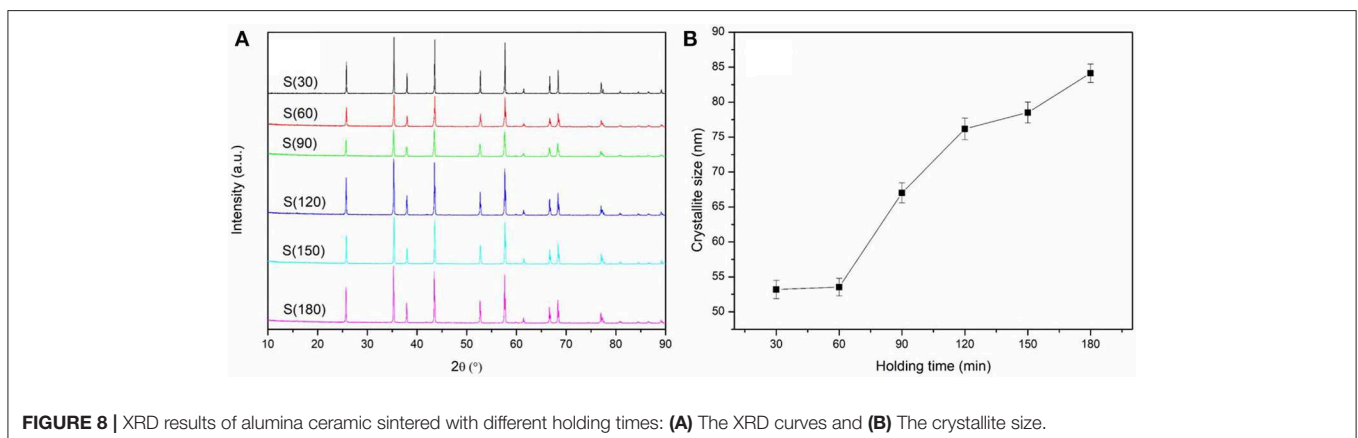 A
S(30)
S(60)
S(90)
S(120)
S(150)
S(180)
Intensity (a.u.)
10 20 30 40 50 60 70 80 90
2θ (°)
B
90
85
80
75
70
65
60
55
50
Crystallite size (nm)
30 60 90 120 150 180
Holding time (min)
FIGURE 8 | XRD results of alumina ceramic sintered with different holding times: (A) The XRD curves and (B) The crystallite size.